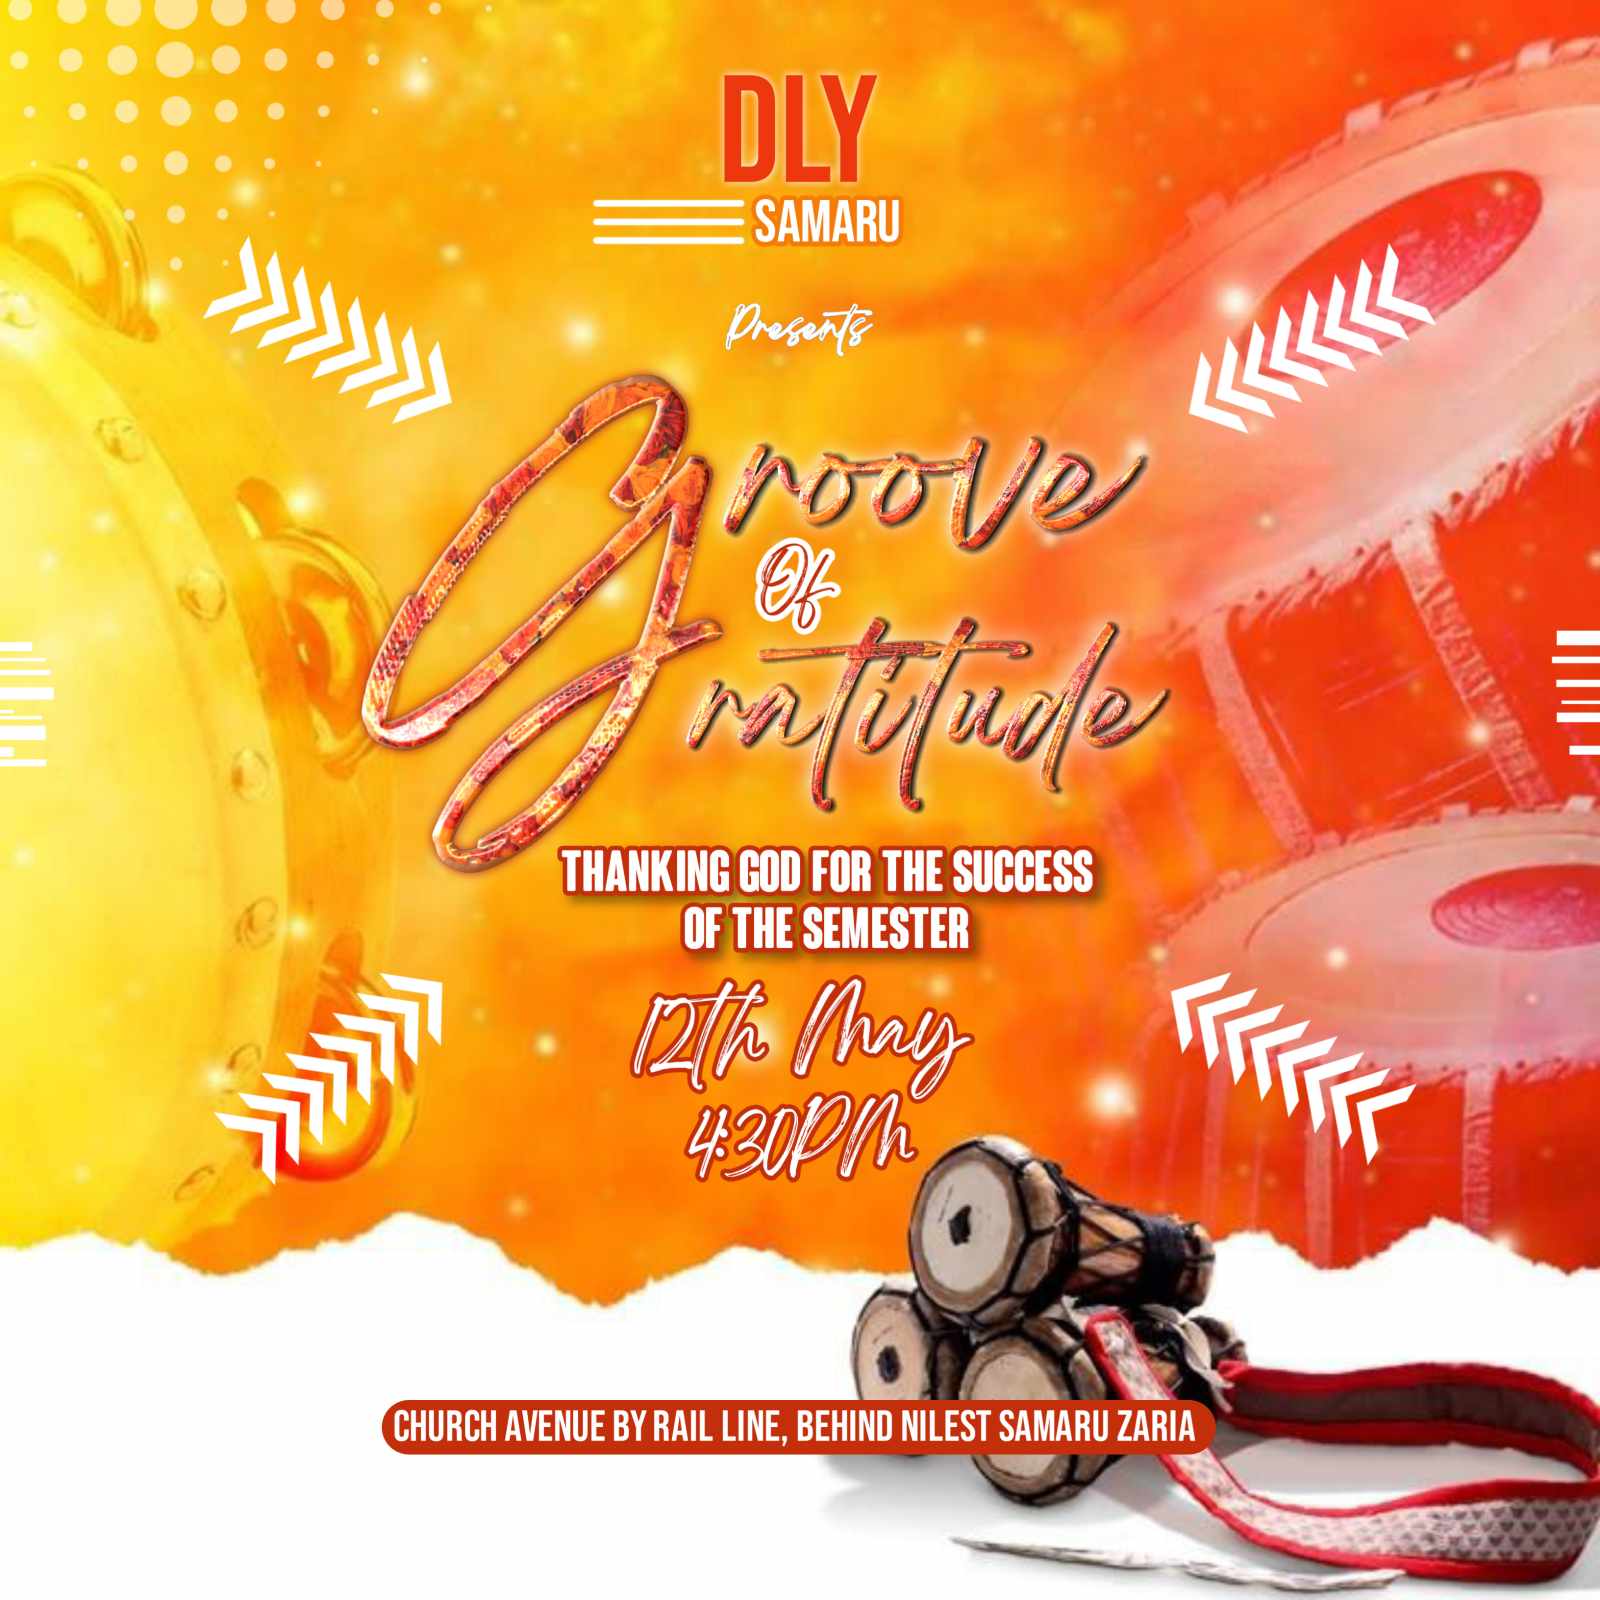 DLY
SAMARU
Presents
Groove
Of
Gratitude
THANKING GOD FOR THE SUCCESS
OF THE SEMESTER
12th May
4:30PM
CHURCH AVENUE BY RAIL LINE, BEHIND NILEST SAMARU ZARIA